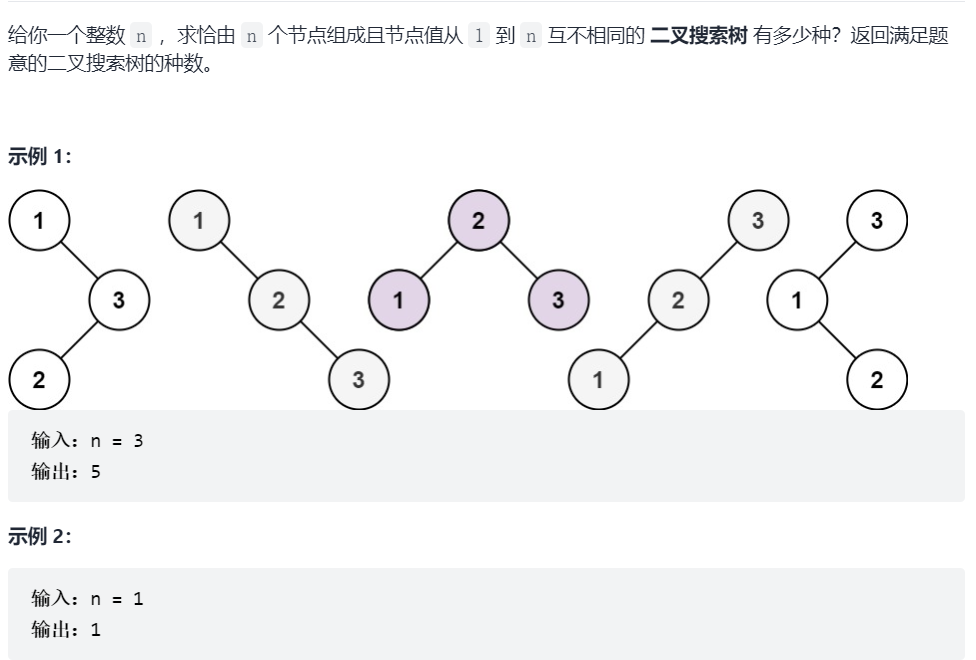 给你一个整数 n ，求恰由 n 个节点组成且节点值从 1 到 n 互不相同的 二叉搜索树 有多少种？返回满足题
意的二叉搜索树的种数。
示例 1：
1 1 2 3 3
3 2 1 3 2 1
2 3 1 2
输入：n = 3
输出：5
示例 2：
输入：n = 1
输出：1